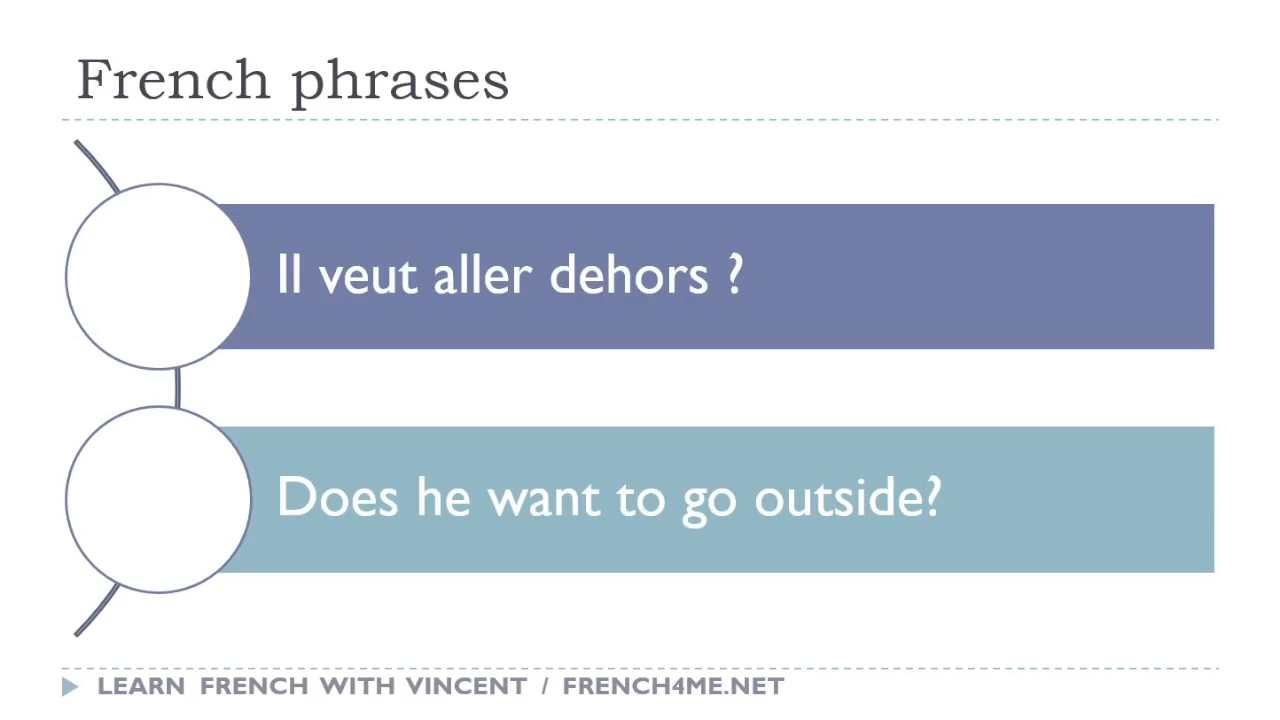 French phrases
Il veut aller dehors ?
Does he want to go outside?
LEARN FRENCH WITH VINCENT / FRENCH4ME.NET